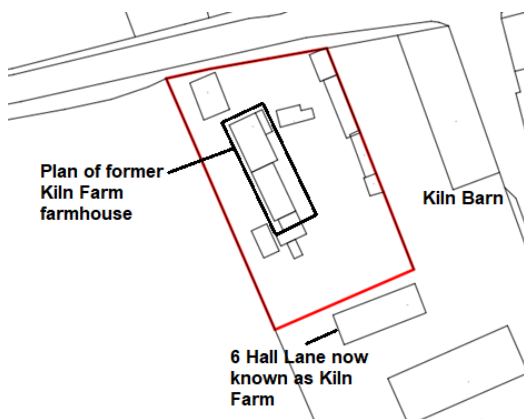 Plan of former
Kiln Farm
farmhouse
Kiln Barn
6 Hall Lane now
known as Kiln
Farm